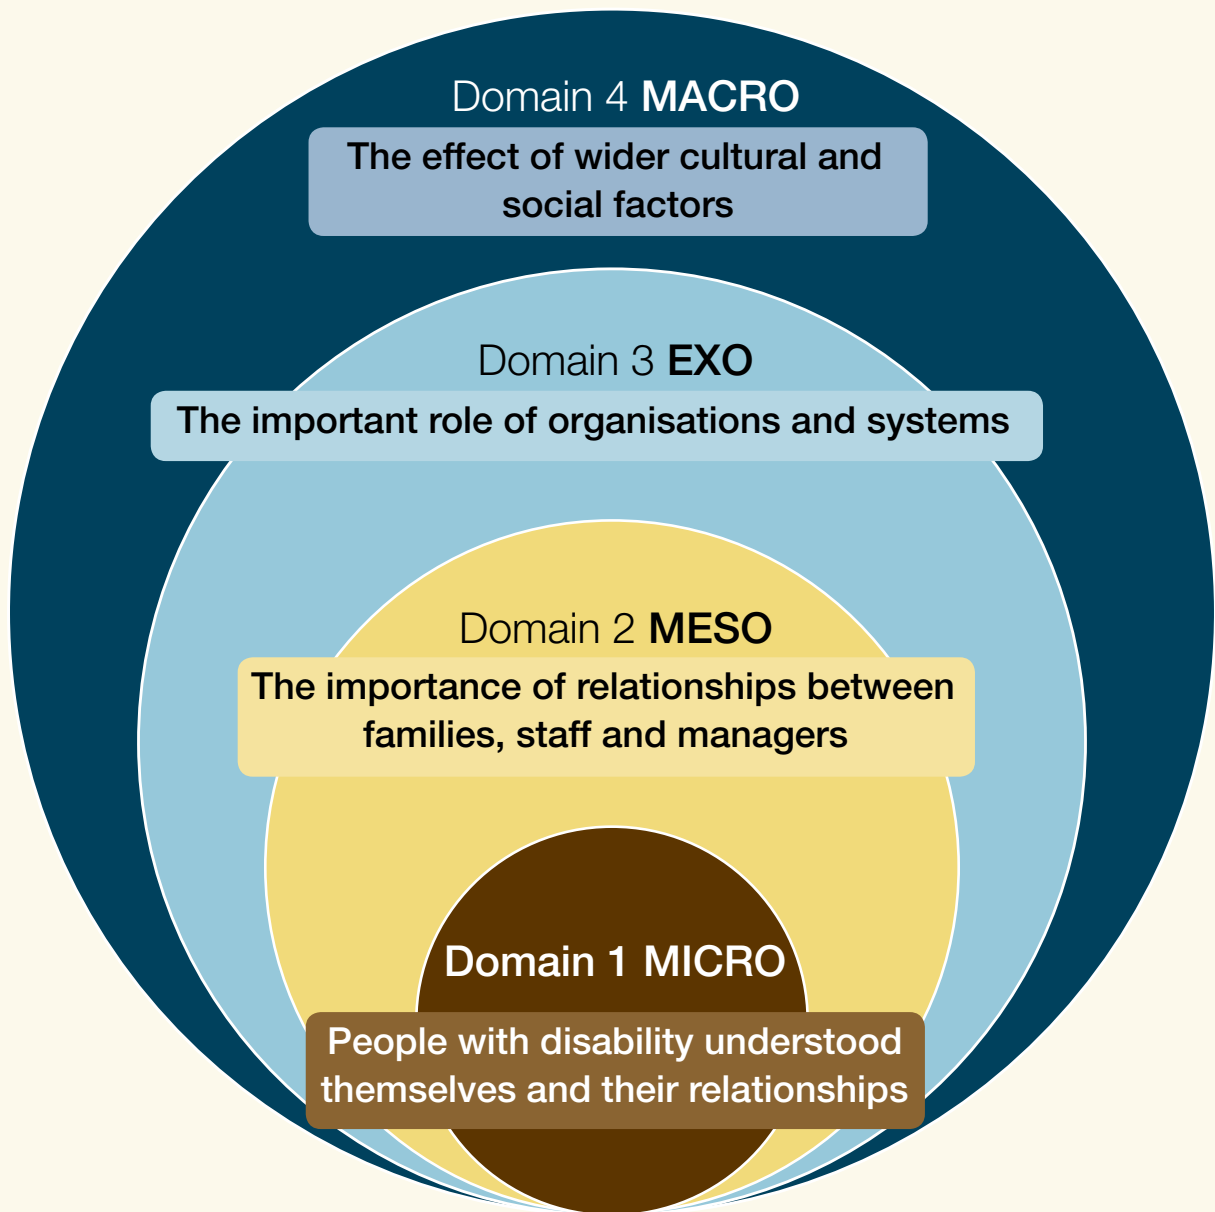 Domain 4 MACRO
The effect of wider cultural and
social factors
Domain 3 EXO
The important role of organisations and systems
Domain 2 MESO
The importance of relationships between
families, staff and managers
Domain 1 MICRO
People with disability understood
themselves and their relationships